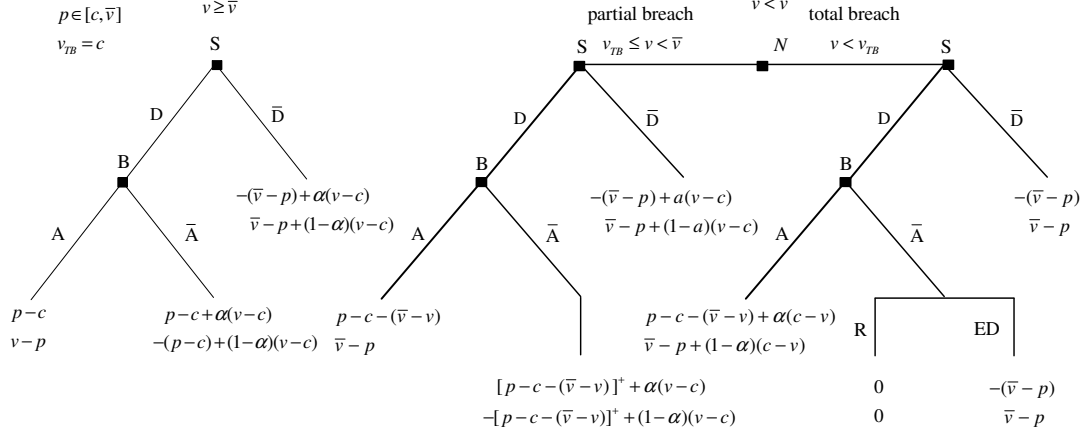 p∈[c,v̄]
v_TB = c
v ≥ v̄
S
D
D̄
B
A
Ā
−(v̄−p)+α(v−c)
v̄−p+(1−α)(v−c)
p−c
v−p
p−c+α(v−c)
−(p−c)+(1−α)(v−c)
v < v
partial breach
total breach
v_TB ≤ v < v̄
N
v < v_TB
S
D
D̄
B
A
Ā
−(v̄−p)+a(v−c)
v̄−p+(1−a)(v−c)
p−c−(v̄−v)
v̄−p
[p−c−(v̄−v)]⁺+α(v−c)
−[p−c−(v̄−v)]⁺+(1−α)(v−c)
S
D
D̄
B
A
Ā
−(v̄−p)
v̄−p
p−c−(v̄−v)+α(c−v)
v̄−p+(1−α)(c−v)
R
ED
0
0
−(v̄−p)
v̄−p